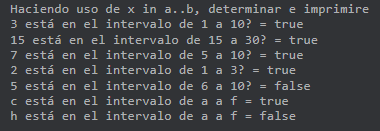 Haciendo uso de x in a..b, determinar e imprimire
3 está en el intervalo de 1 a 10? = true
15 está en el intervalo de 15 a 30? = true
7 está en el intervalo de 5 a 10? = true
2 está en el intervalo de 1 a 3? = true
5 está en el intervalo de 6 a 10? = false
c está en el intervalo de a a f = true
h está en el intervalo de a a f = false